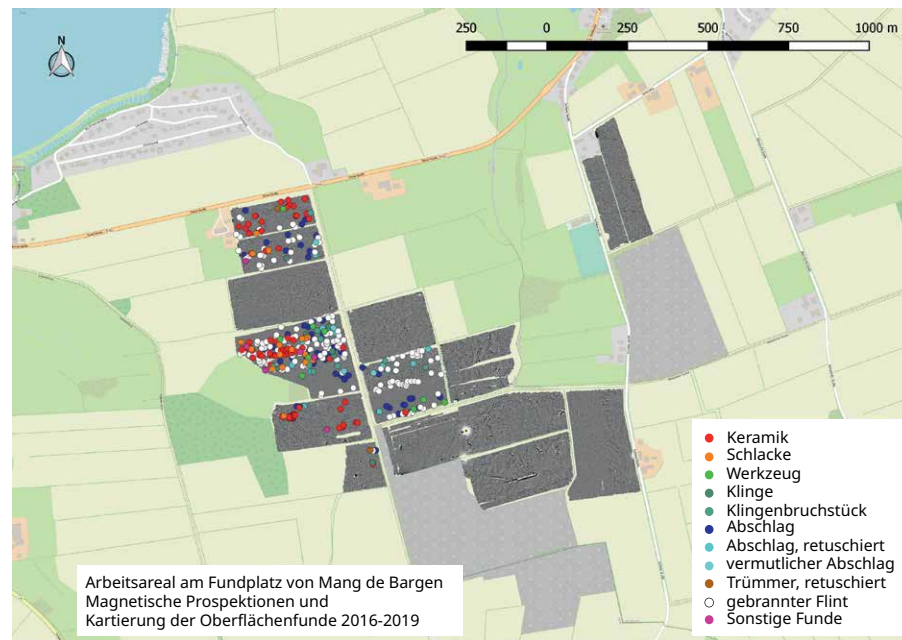 N
250 0 250 500 750 1000 m
Keramik
Schlacke
Werkzeug
Klinge
Klingenbruchstück
Abschlag
Abschlag, retuschiert
vermutlicher Abschlag
Trümmer, retuschiert
gebrannter Flint
Sonstige Funde
Arbeitsareal am Fundplatz von Mang de Bargen
Magnetische Prospektionen und
Kartierung der Oberflächenfunde 2016-2019